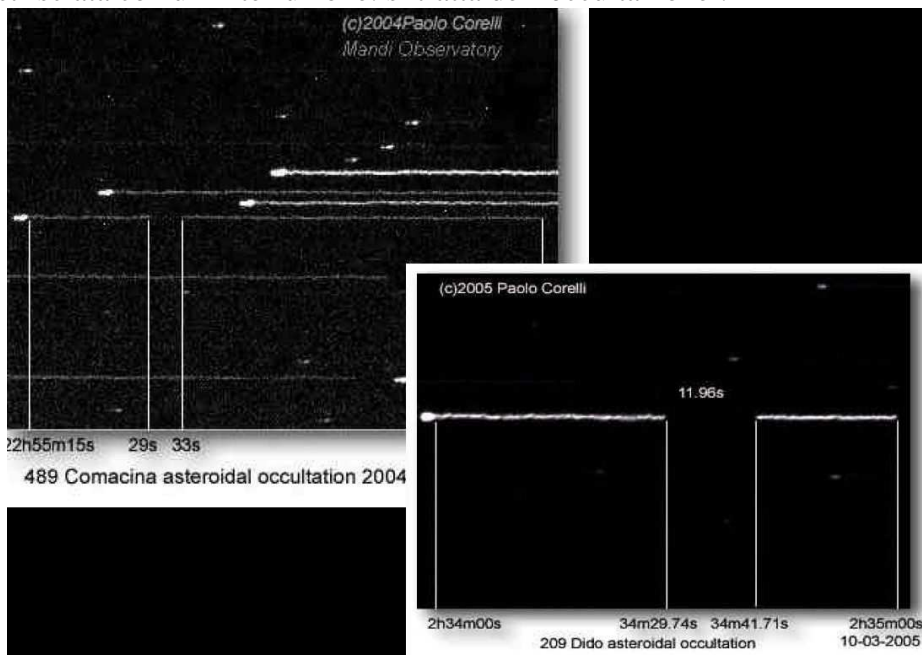 (c)2004Paolo Corelli
Mandi Observatory
22h55m15s 29s 33s
489 Comacina asteroidal occultation 2004
(c)2005 Paolo Corelli
11.96s
2h34m00s 34m29.74s 34m41.71s 2h35m00s
209 Dido asteroidal occultation 10-03-2005